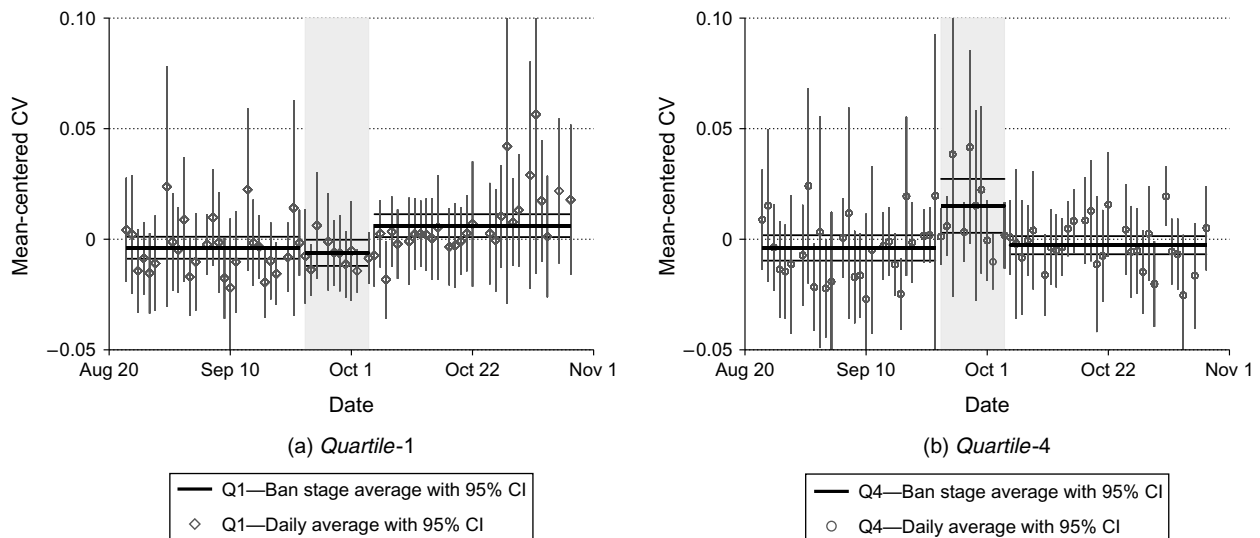 0.10
0.05
0
−0.05
Mean-centered CV
Aug 20
Sep 10
Oct 1
Oct 22
Nov 1
Date
(a) Quartile-1
Q1—Ban stage average with 95% CI
Q1—Daily average with 95% CI
0.10
0.05
0
−0.05
Mean-centered CV
Aug 20
Sep 10
Oct 1
Oct 22
Nov 1
Date
(b) Quartile-4
Q4—Ban stage average with 95% CI
Q4—Daily average with 95% CI